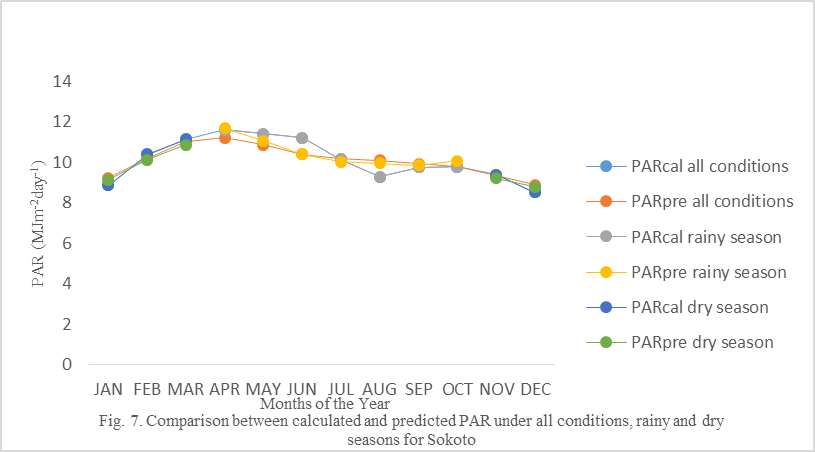 14
12
10
8
6
4
2
0
PAR (MJm⁻²day⁻¹)
JAN FEB MAR APR MAY JUN JUL AUG SEP OCT NOV DEC
Months of the Year
PARcal all conditions
PARpre all conditions
PARcal rainy season
PARpre rainy season
PARcal dry season
PARpre dry season
Fig. 7. Comparison between calculated and predicted PAR under all conditions, rainy and dry
seasons for Sokoto